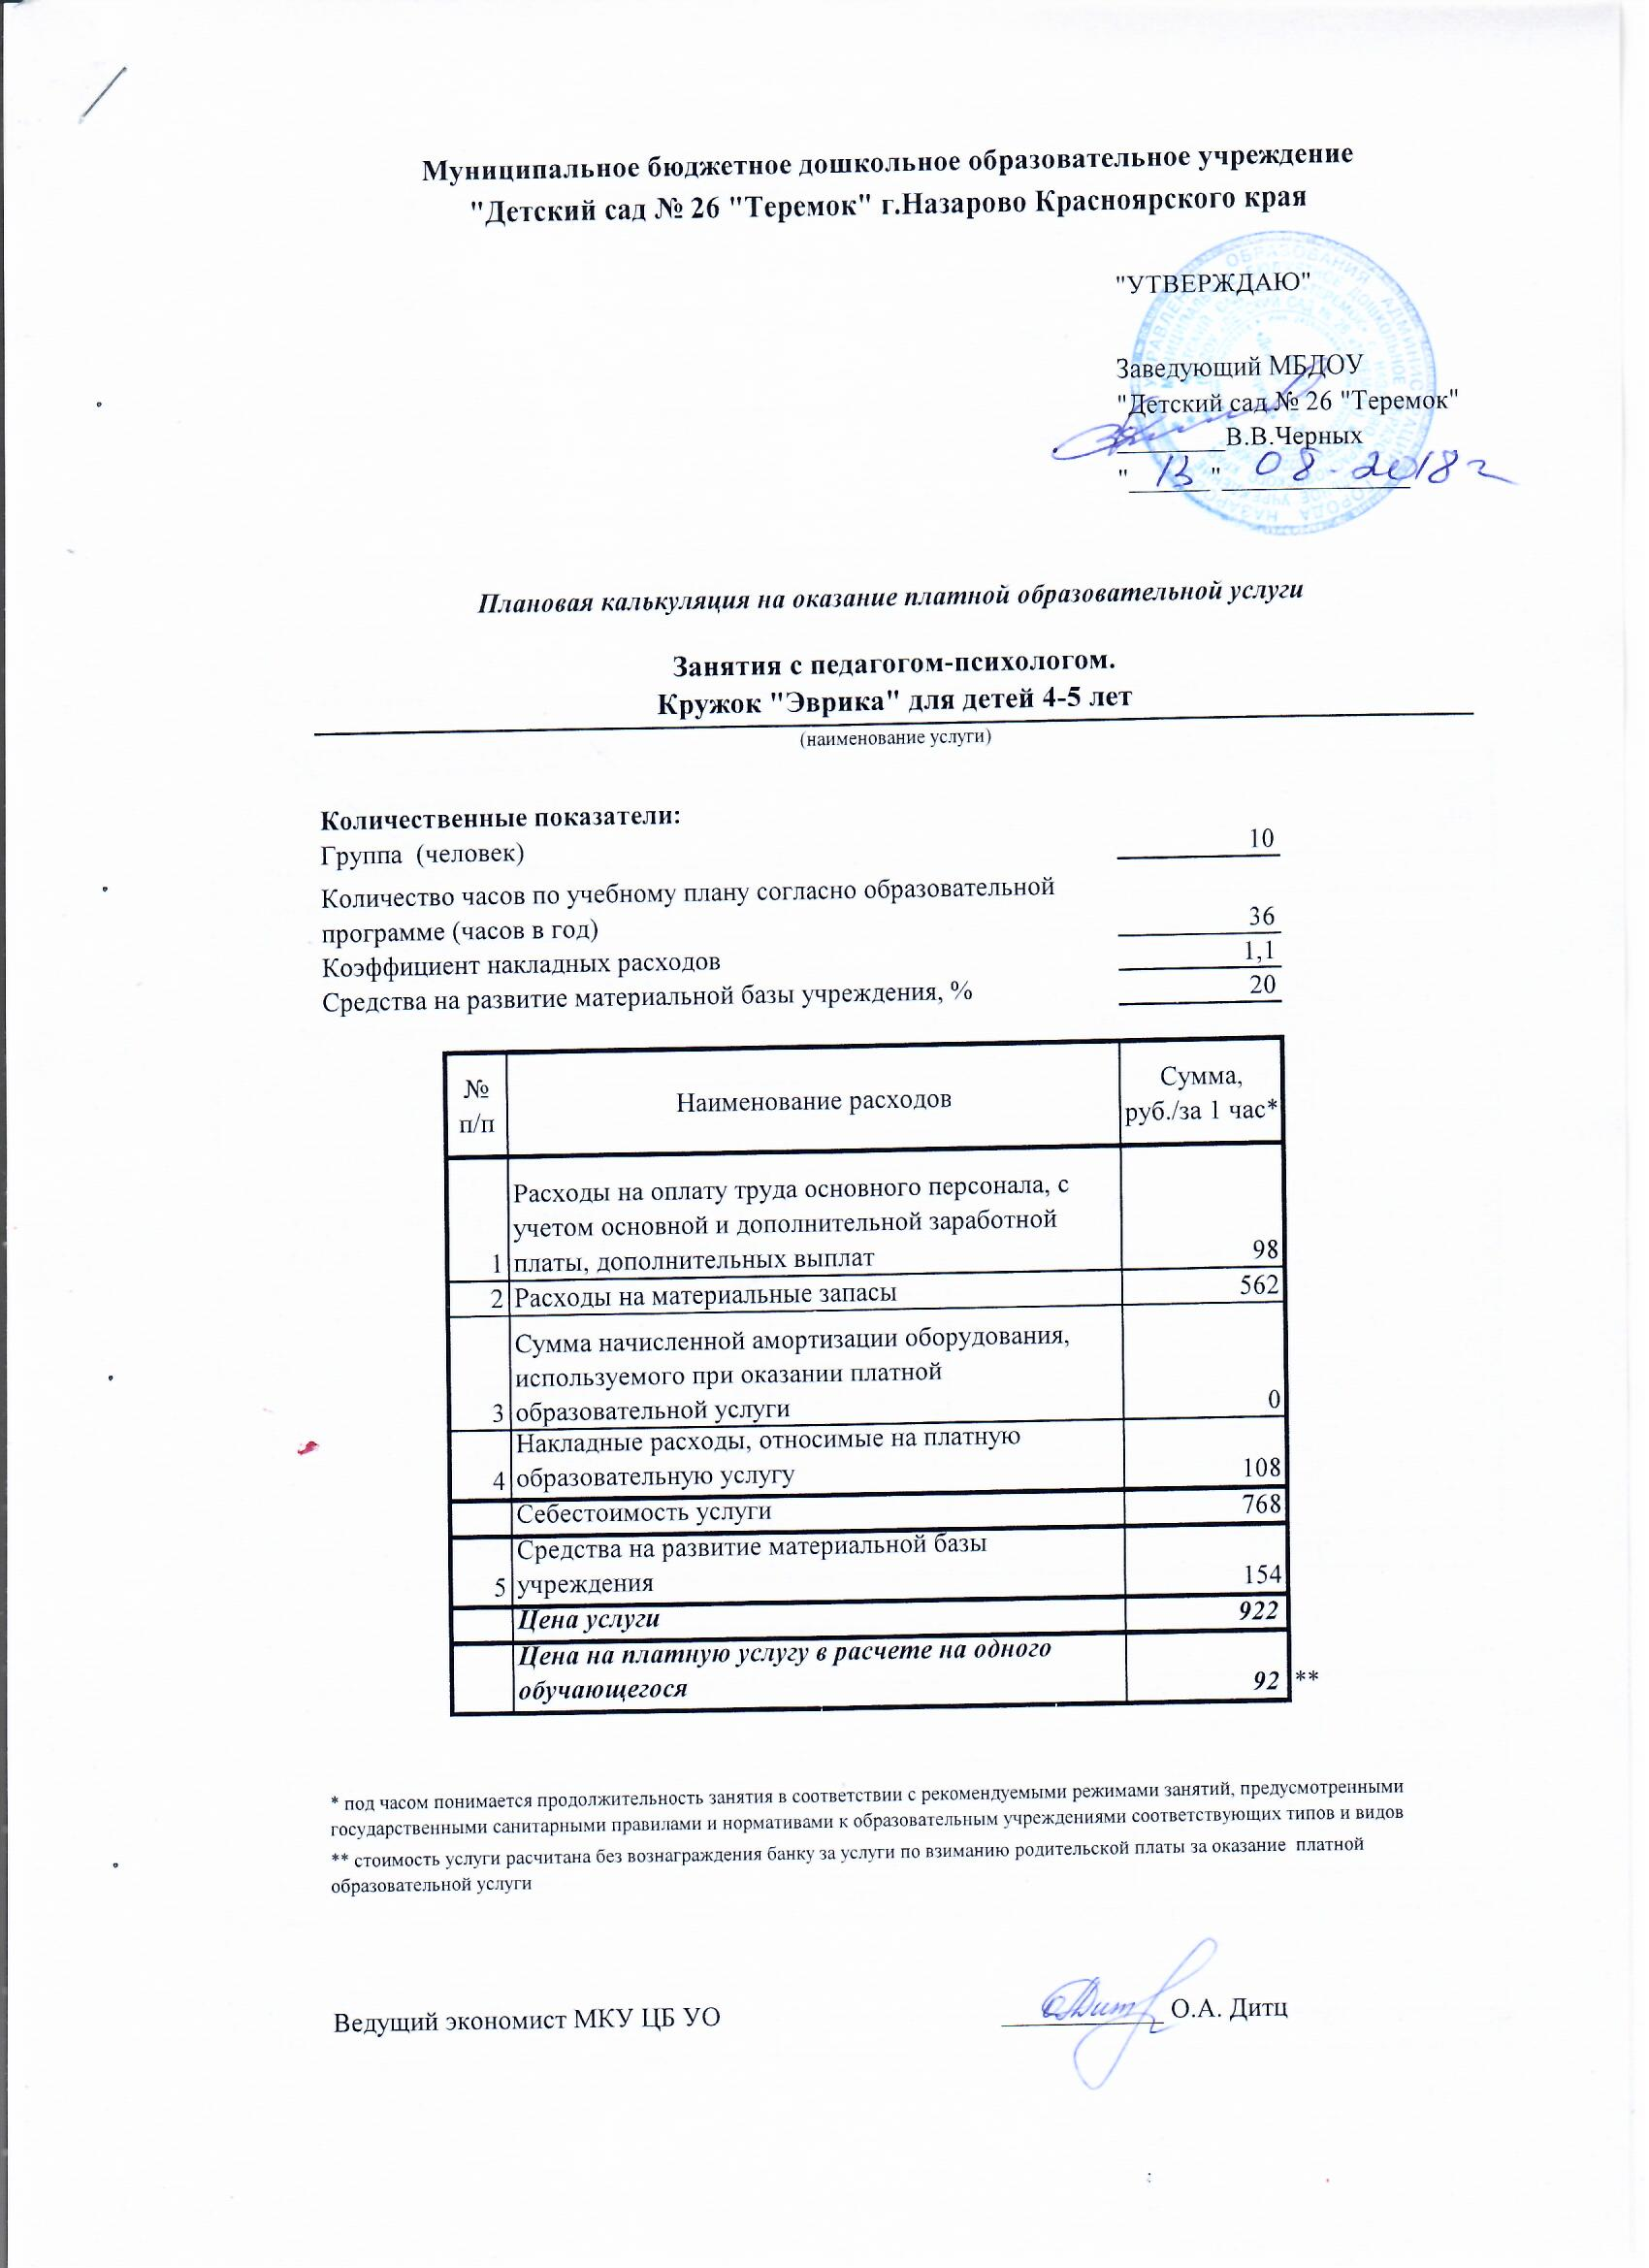 Муниципальное бюджетное дошкольное образовательное учреждение
"Детский сад № 26 "Теремок" г.Назарово Красноярского края
"УТВЕРЖДАЮ"
Заведующий МБДОУ
"Детский сад № 26 "Теремок"
________В.В.Черных
"13" 08.2018г
Плановая калькуляция на оказание платной образовательной услуги
Занятия с педагогом-психологом.
Кружок "Эврика" для детей 4-5 лет
(наименование услуги)
Количественные показатели:
Группа (человек) 10
Количество часов по учебному плану согласно образовательной
программе (часов в год) 36
Коэффициент накладных расходов 1,1
Средства на развитие материальной базы учреждения, % 20
№
п/п
Наименование расходов
Сумма,
руб./за 1 час*
Расходы на оплату труда основного персонала, с
учетом основной и дополнительной заработной
1 платы, дополнительных выплат 98
2 Расходы на материальные запасы 562
Сумма начисленной амортизации оборудования,
используемого при оказании платной
3 образовательной услуги 0
Накладные расходы, относимые на платную
4 образовательную услугу 108
Себестоимость услуги 768
Средства на развитие материальной базы
5 учреждения 154
Цена услуги 922
Цена на платную услугу в расчете на одного
обучающегося 92 **
* под часом понимается продолжительность занятия в соответствии с рекомендуемыми режимами занятий, предусмотренными
государственными санитарными правилами и нормативами к образовательным учреждениями соответствующих типов и видов
** стоимость услуги расчитана без вознаграждения банку за услуги по взиманию родительской платы за оказание платной
образовательной услуги
Ведущий экономист МКУ ЦБ УО ____________ О.А. Дитц